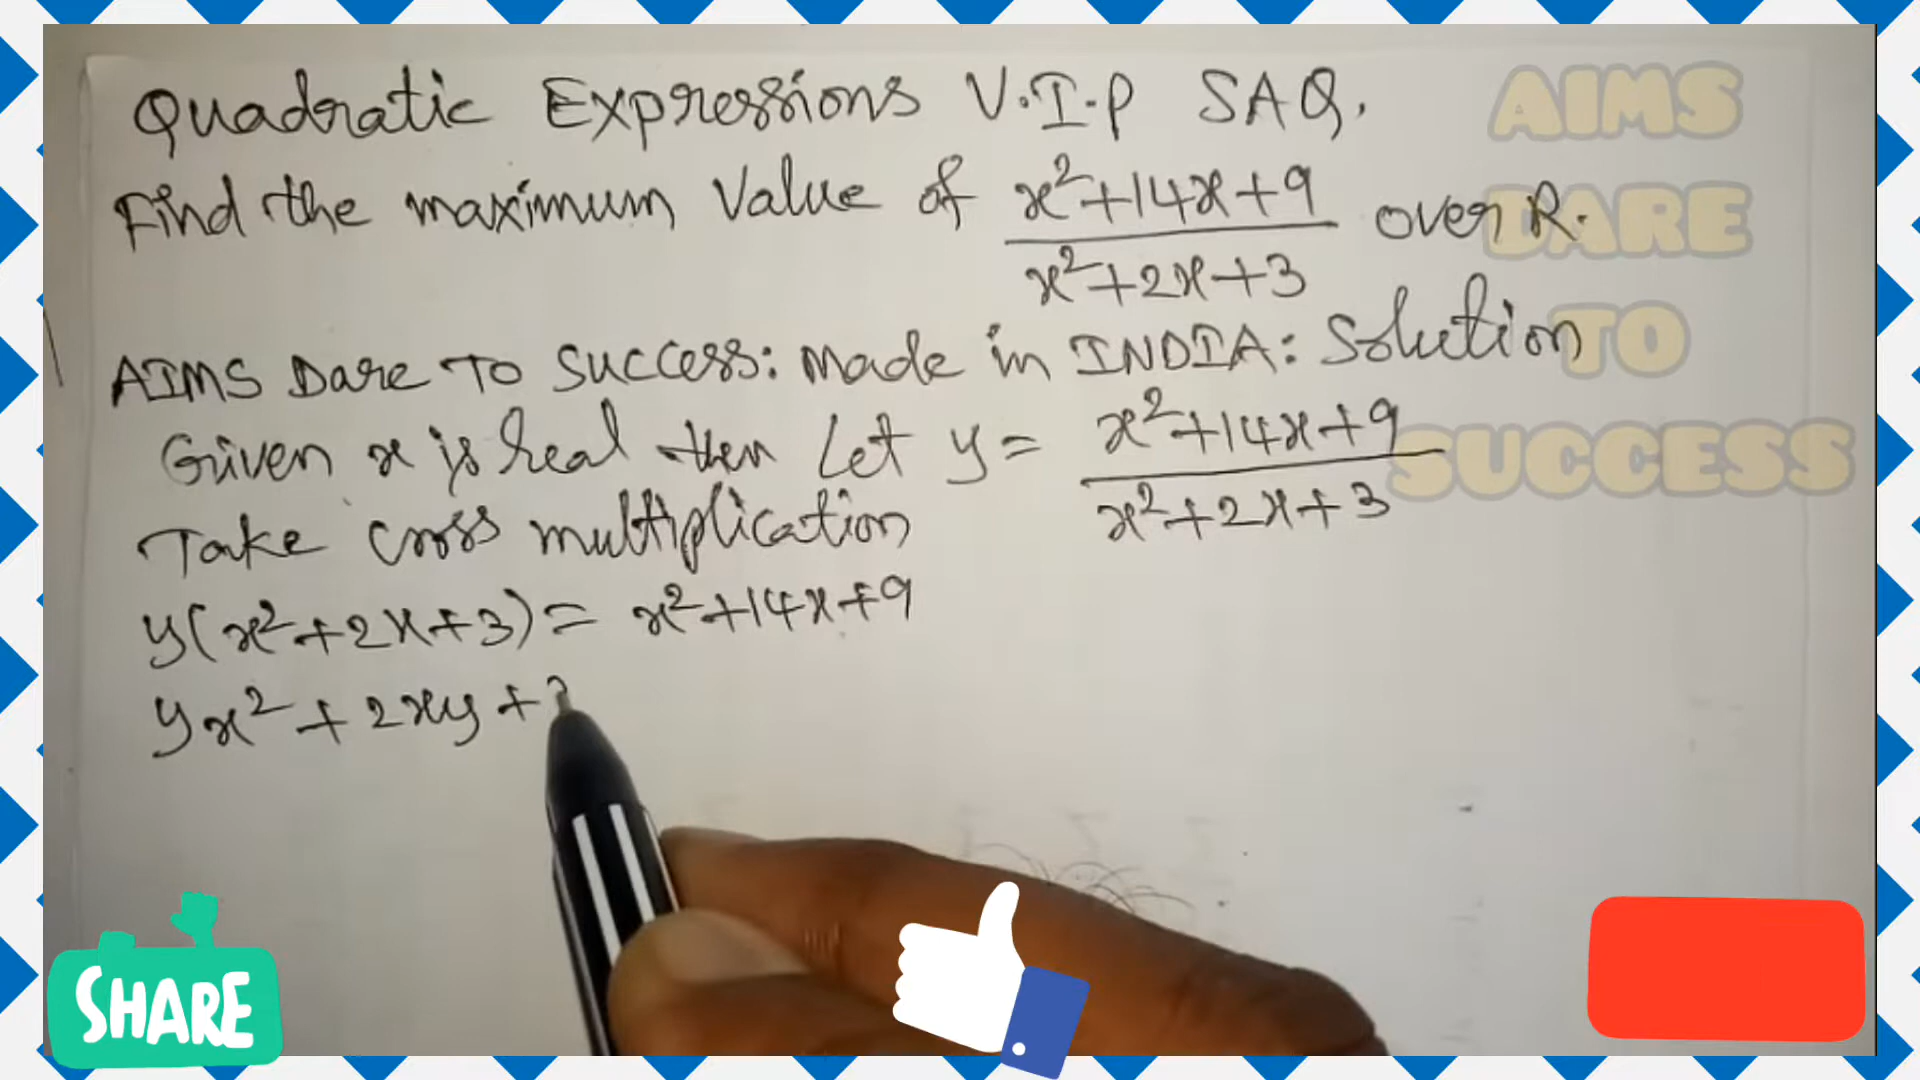 Quadratic Expressions V.I.P SAQ.
Find the maximum value of x²+14x+9 / x²+2x+3 over R.
AIMS Dare To Success: Made in INDIA: Solution
Given x is real then Let y = x²+14x+9 / x²+2x+3
Take cross multiplication
y(x²+2x+3) = x²+14x+9
yx²+2xy+
AIMS
DARE
TO
SUCCESS
SHARE